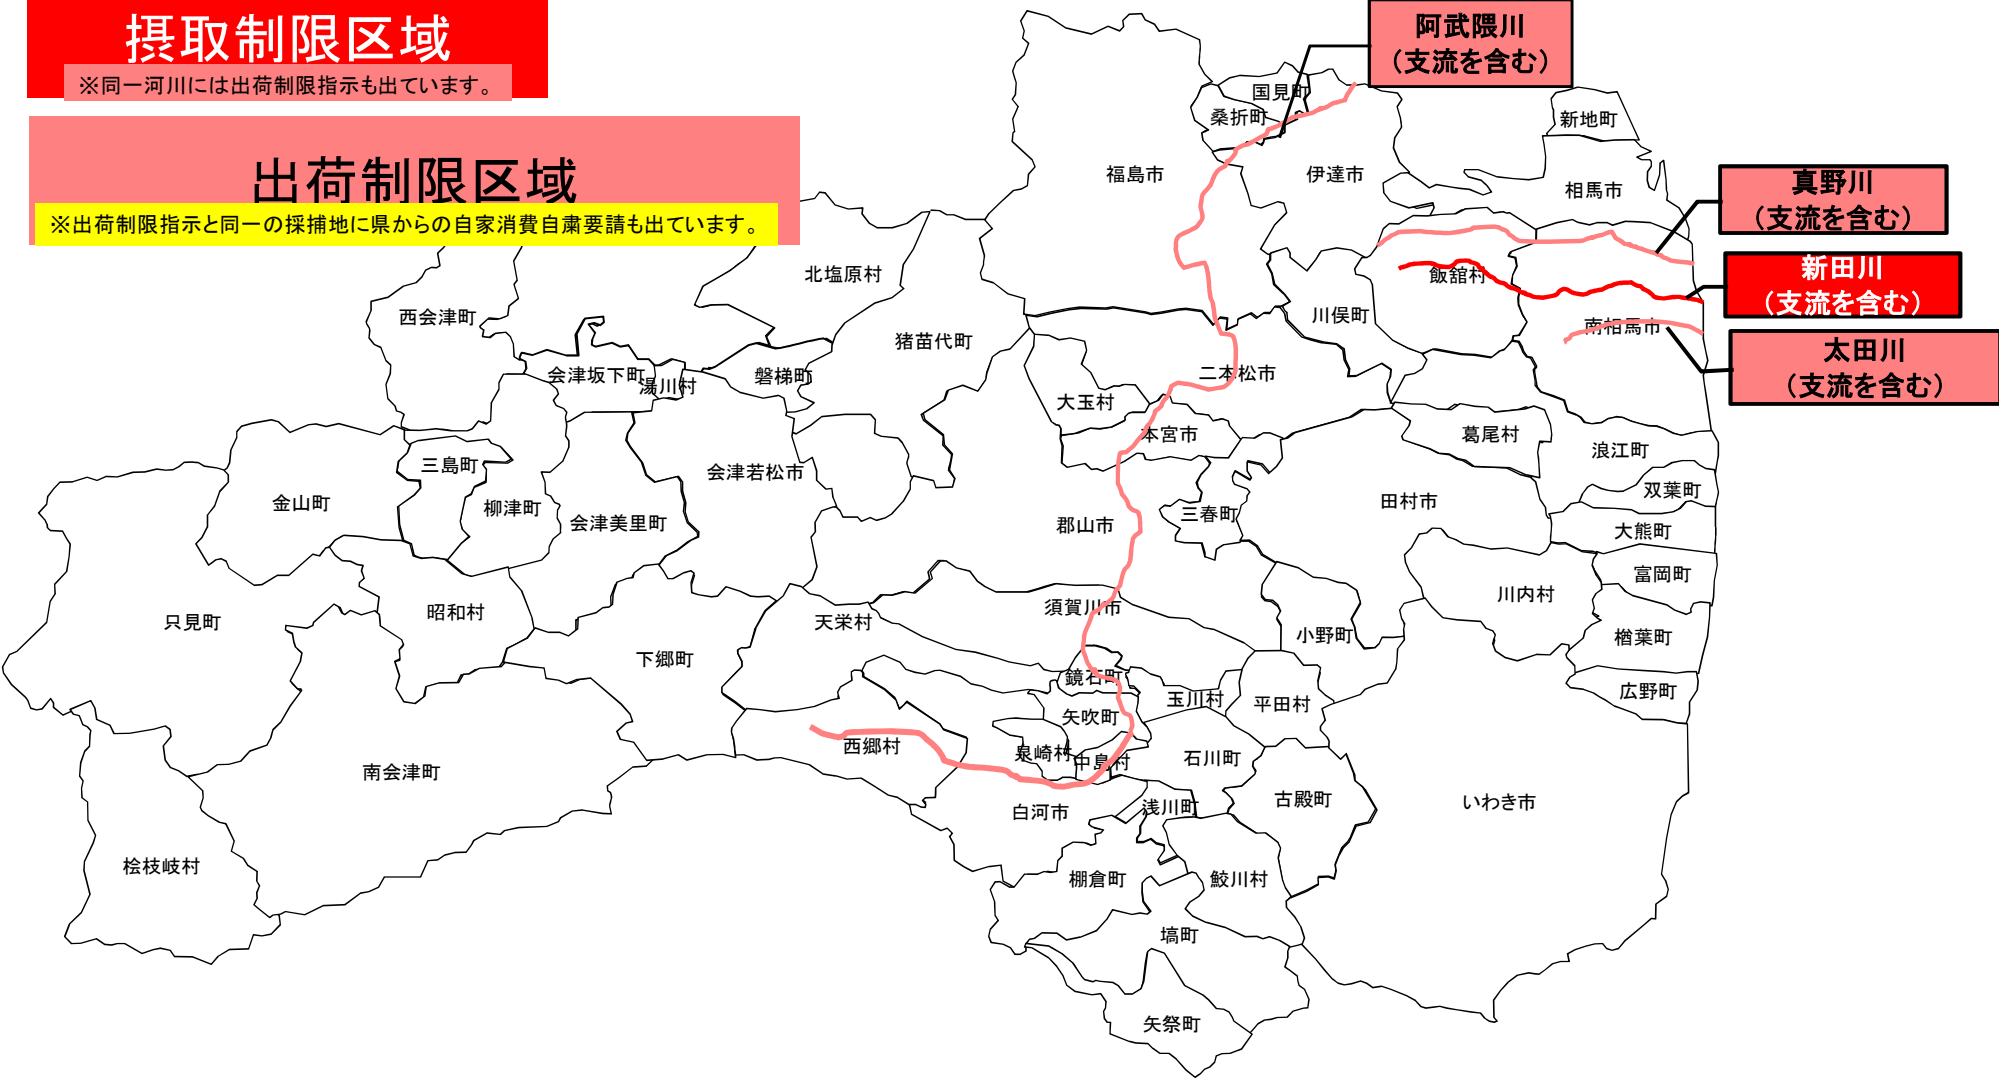 摂取制限区域
※同一河川には出荷制限指示も出ています。
出荷制限区域
※出荷制限指示と同一の採捕地に県からの自家消費自粛要請も出ています。
阿武隈川
（支流を含む）
真野川
（支流を含む）
新田川
（支流を含む）
太田川
（支流を含む）
国見町
桑折町
新地町
福島市
伊達市
相馬市
北塩原村
飯舘村
西会津町
川俣町
南相馬市
猪苗代町
会津坂下町
湯川村
磐梯町
二本松市
大玉村
本宮市
葛尾村
浪江町
三島町
会津若松市
双葉町
金山町
柳津町
会津美里町
郡山市
三春町
田村市
大熊町
富岡町
川内村
只見町
昭和村
天栄村
須賀川市
小野町
楢葉町
下郷町
鏡石町
玉川村
平田村
広野町
矢吹町
西郷村
泉崎村
中島村
石川町
南会津町
白河市
浅川町
古殿町
いわき市
桧枝岐村
棚倉町
鮫川村
塙町
矢祭町